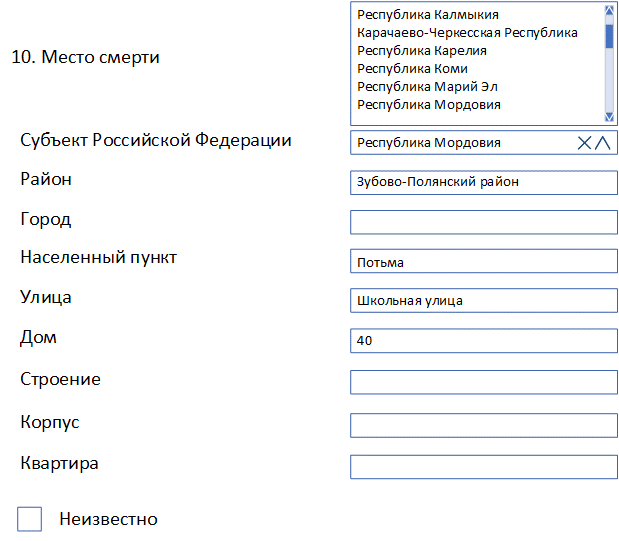 Республика Калмыкия
Карачаево-Черкесская Республика
Республика Карелия
Республика Коми
Республика Марий Эл
Республика Мордовия
10. Место смерти
Субъект Российской Федерации
Республика Мордовия
Район
Зубово-Полянский район
Город
Населенный пункт
Потьма
Улица
Школьная улица
Дом
40
Строение
Корпус
Квартира
Неизвестно